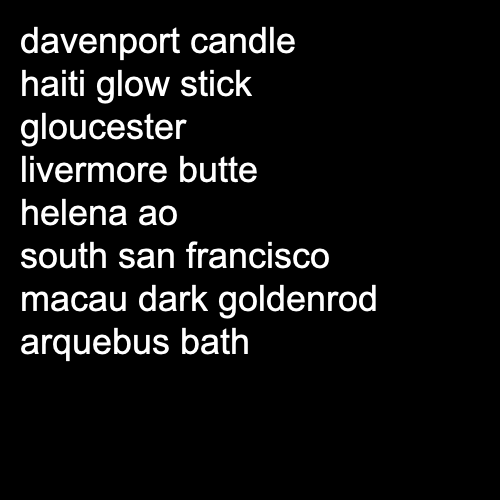 davenport candle
haiti glow stick
gloucester
livermore butte
helena ao
south san francisco
macau dark goldenrod
arquebus bath